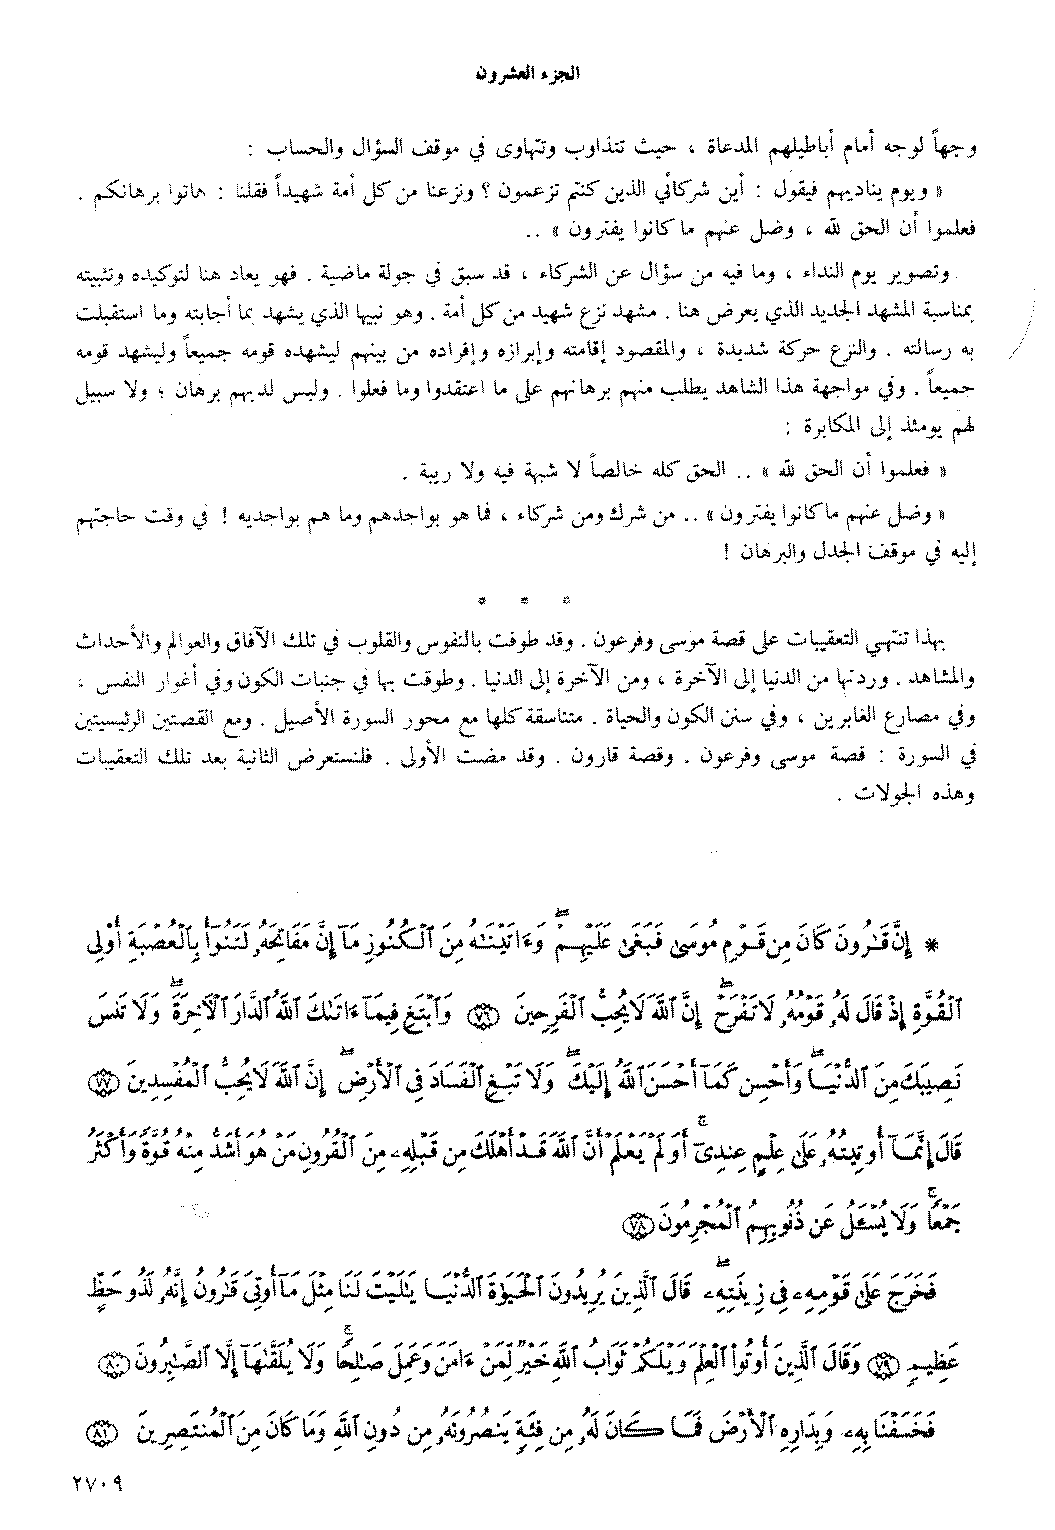 الجزء العشرون
وجهاً لوجه أمام أباطيلهم المدعاة ، حيث تتذاوب وتتهاوى في موقف السؤال والحساب :
« ويوم يناديهم فيقول : أين شركائي الذين كنتم تزعمون ؟ ونزعنا من كل أمة شهيداً فقلنا : هاتوا برهانكم .
فعلموا أن الحق لله ، وضل عنهم ما كانوا يفترون » ..
وتصوير يوم النداء ، وما فيه من سؤال عن الشركاء ، قد سبق في جولة ماضية . فهو يعاد هنا لتوكيده وتثبيته
بمناسبة المشهد الجديد الذي يعرض هنا . مشهد نزع شهيد من كل أمة . وهو نبيها الذي يشهد بما أجابته وما استقبلت
به رسالته . والنزع حركة شديدة ، والمقصود إقامته وإبرازه وإفراده من بينهم ليشهده قومه جميعاً وليشهد قومه
جميعاً . وفي مواجهة هذا الشاهد يطلب منهم برهانهم على ما اعتقدوا وما فعلوا . وليس لديهم برهان ؛ ولا سبيل
لهم يومئذ إلى المكابرة :
« فعلموا أن الحق لله » .. الحق كله خالصاً لا شبهة فيه ولا ريبة .
« وضل عنهم ما كانوا يفترون » .. من شرك ومن شركاء ، فما هو بواجدهم وما هم بواجديه ! في وقت حاجتهم
إليه في موقف الجدل والبرهان !
* * *
بهذا تنتهي التعقيبات على قصة موسى وفرعون . وقد طوفت بالنفوس والقلوب في تلك الآفاق والعوالم والأحداث
والمشاهد . وردتها من الدنيا إلى الآخرة ، ومن الآخرة إلى الدنيا . وطوفت بها في جنبات الكون وفي أغوار النفس ،
وفي مصارع الغابرين ، وفي سنن الكون والحياة . متناسقة كلها مع محور السورة الأصيل . ومع القصتين الرئيسيتين
في السورة : قصة موسى وفرعون . وقصة قارون . وقد مضت الأولى . فلنستعرض الثانية بعد تلك التعقيبات
وهذه الجولات .
* إِنَّ قَـٰرُونَ كَانَ مِن قَوْمِ مُوسَىٰ فَبَغَىٰ عَلَيْهِمْ ۖ وَءَاتَيْنَـٰهُ مِنَ ٱلْكُنُوزِ مَآ إِنَّ مَفَاتِحَهُۥ لَتَنُوٓأُ بِٱلْعُصْبَةِ أُوْلِى
ٱلْقُوَّةِ إِذْ قَالَ لَهُۥ قَوْمُهُۥ لَا تَفْرَحْ ۖ إِنَّ ٱللَّهَ لَا يُحِبُّ ٱلْفَرِحِينَ ﴿٧٦﴾ وَٱبْتَغِ فِيمَآ ءَاتَىٰكَ ٱللَّهُ ٱلدَّارَ ٱلْـَٔاخِرَةَ ۖ وَلَا تَنسَ
نَصِيبَكَ مِنَ ٱلدُّنْيَا ۖ وَأَحْسِن كَمَآ أَحْسَنَ ٱللَّهُ إِلَيْكَ ۖ وَلَا تَبْغِ ٱلْفَسَادَ فِى ٱلْأَرْضِ ۖ إِنَّ ٱللَّهَ لَا يُحِبُّ ٱلْمُفْسِدِينَ ﴿٧٧﴾
قَالَ إِنَّمَآ أُوتِيتُهُۥ عَلَىٰ عِلْمٍ عِندِىٓ ۚ أَوَلَمْ يَعْلَمْ أَنَّ ٱللَّهَ قَدْ أَهْلَكَ مِن قَبْلِهِۦ مِنَ ٱلْقُرُونِ مَنْ هُوَ أَشَدُّ مِنْهُ قُوَّةً وَأَكْثَرُ
جَمْعًا ۚ وَلَا يُسْـَٔلُ عَن ذُنُوبِهِمُ ٱلْمُجْرِمُونَ ﴿٧٨﴾
فَخَرَجَ عَلَىٰ قَوْمِهِۦ فِى زِينَتِهِۦ ۖ قَالَ ٱلَّذِينَ يُرِيدُونَ ٱلْحَيَوٰةَ ٱلدُّنْيَا يَـٰلَيْتَ لَنَا مِثْلَ مَآ أُوتِىَ قَـٰرُونُ إِنَّهُۥ لَذُو حَظٍّ
عَظِيمٍ ﴿٧٩﴾ وَقَالَ ٱلَّذِينَ أُوتُوا۟ ٱلْعِلْمَ وَيْلَكُمْ ثَوَابُ ٱللَّهِ خَيْرٌ لِّمَنْ ءَامَنَ وَعَمِلَ صَـٰلِحًا ۚ وَلَا يُلَقَّىٰهَآ إِلَّا ٱلصَّـٰبِرُونَ ﴿٨٠﴾
فَخَسَفْنَا بِهِۦ وَبِدَارِهِ ٱلْأَرْضَ فَمَا كَانَ لَهُۥ مِن فِئَةٍ يَنصُرُونَهُۥ مِن دُونِ ٱللَّهِ وَمَا كَانَ مِنَ ٱلْمُنتَصِرِينَ ﴿٨١﴾
٢٧٠٩